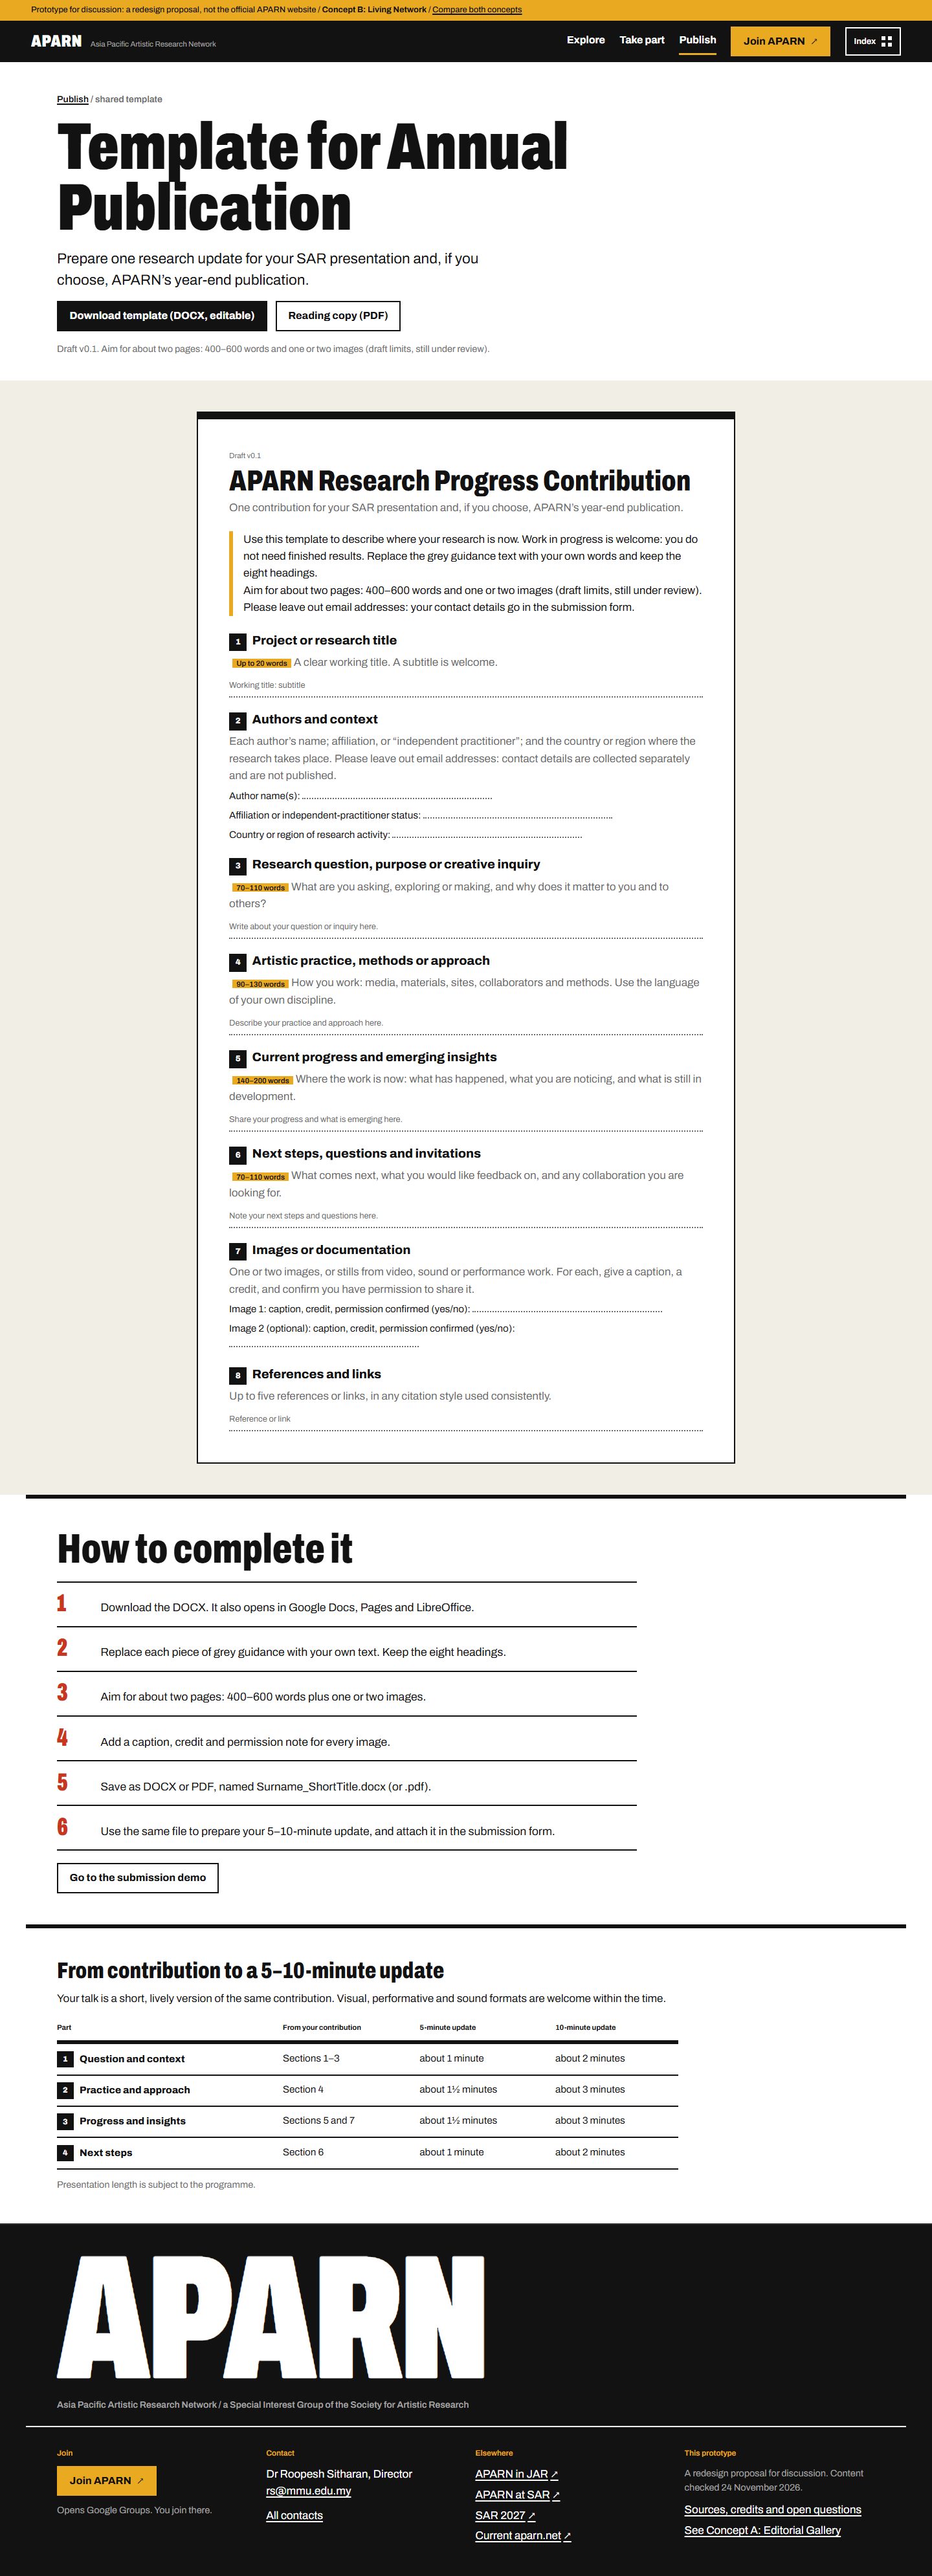 Prototype for discussion: a redesign proposal, not the official APARN website / Concept B: Living Network / Compare both concepts
APARN Asia Pacific Artistic Research Network
Explore Take part Publish Join APARN ↗ Index
Publish / shared template
Template for Annual
Publication
Prepare one research update for your SAR presentation and, if you
choose, APARN’s year-end publication.
Download template (DOCX, editable) Reading copy (PDF)
Draft v0.1. Aim for about two pages: 400–600 words and one or two images (draft limits, still under review).
Draft v0.1
APARN Research Progress Contribution
One contribution for your SAR presentation and, if you choose, APARN’s year-end publication.
Use this template to describe where your research is now. Work in progress is welcome: you do
not need finished results. Replace the grey guidance text with your own words and keep the
eight headings.
Aim for about two pages: 400–600 words and one or two images (draft limits, still under review).
Please leave out email addresses: your contact details go in the submission form.
1 Project or research title
Up to 20 words A clear working title. A subtitle is welcome.
Working title: subtitle
2 Authors and context
Each author’s name; affiliation, or “independent practitioner”; and the country or region where the
research takes place. Please leave out email addresses: contact details are collected separately
and are not published.
Author name(s):
Affiliation or independent-practitioner status:
Country or region of research activity:
3 Research question, purpose or creative inquiry
70–110 words What are you asking, exploring or making, and why does it matter to you and to
others?
Write about your question or inquiry here.
4 Artistic practice, methods or approach
90–130 words How you work: media, materials, sites, collaborators and methods. Use the language
of your own discipline.
Describe your practice and approach here.
5 Current progress and emerging insights
140–200 words Where the work is now: what has happened, what you are noticing, and what is still in
development.
Share your progress and what is emerging here.
6 Next steps, questions and invitations
70–110 words What comes next, what you would like feedback on, and any collaboration you are
looking for.
Note your next steps and questions here.
7 Images or documentation
One or two images, or stills from video, sound or performance work. For each, give a caption, a
credit, and confirm you have permission to share it.
Image 1: caption, credit, permission confirmed (yes/no):
Image 2 (optional): caption, credit, permission confirmed (yes/no):
8 References and links
Up to five references or links, in any citation style used consistently.
Reference or link
How to complete it
1 Download the DOCX. It also opens in Google Docs, Pages and LibreOffice.
2 Replace each piece of grey guidance with your own text. Keep the eight headings.
3 Aim for about two pages: 400–600 words plus one or two images.
4 Add a caption, credit and permission note for every image.
5 Save as DOCX or PDF, named Surname_ShortTitle.docx (or .pdf).
6 Use the same file to prepare your 5–10-minute update, and attach it in the submission form.
Go to the submission demo
From contribution to a 5–10-minute update
Your talk is a short, lively version of the same contribution. Visual, performative and sound formats are welcome within the time.
Part From your contribution 5-minute update 10-minute update
1 Question and context Sections 1–3 about 1 minute about 2 minutes
2 Practice and approach Section 4 about 1½ minutes about 3 minutes
3 Progress and insights Sections 5 and 7 about 1½ minutes about 3 minutes
4 Next steps Section 6 about 1 minute about 2 minutes
Presentation length is subject to the programme.
APARN
Asia Pacific Artistic Research Network / a Special Interest Group of the Society for Artistic Research
Join
Join APARN ↗
Opens Google Groups. You join there.
Contact
Dr Roopesh Sitharan, Director
rs@mmu.edu.my
All contacts
Elsewhere
APARN in JAR ↗
APARN at SAR ↗
SAR 2027 ↗
Current aparn.net ↗
This prototype
A redesign proposal for discussion. Content
checked 24 November 2026.
Sources, credits and open questions
See Concept A: Editorial Gallery